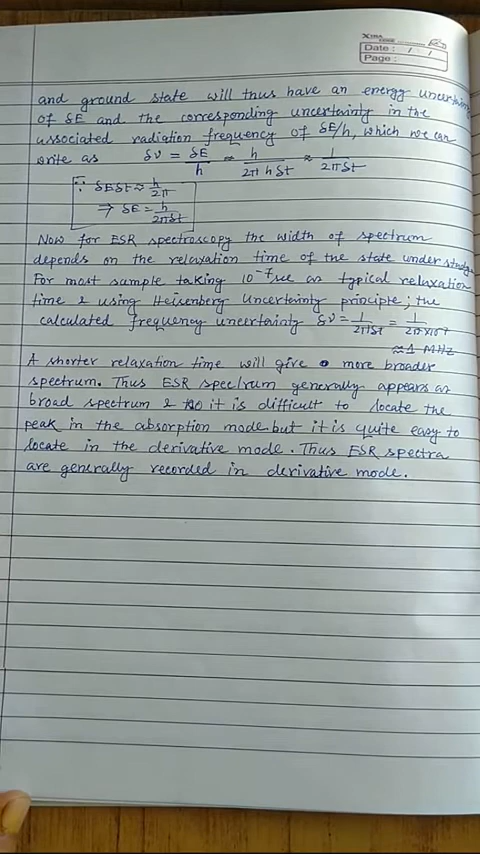 XTRA
Date : / /
Page :
and ground state will thus have an energy uncertainty
of δE and the corresponding uncertainty in the
associated radiation frequency of δE/h, which we can
write as δν = δE/h ≈ h/2πhδt ≈ 1/2πδt
∵ δEδt ≈ h/2π
⇒ δE = h/2πδt
Now for ESR spectroscopy the width of spectrum
depends on the relaxation time of the state under study.
For most sample taking 10⁻⁷sec as typical relaxation
time & using Heisenberg Uncertainty principle; the
calculated frequency uncertainty δν = 1/2πδt = 1/2π×10⁻⁷
≈ 1 MHz
A shorter relaxation time will give a more broader
spectrum. Thus ESR spectrum generally appears as
broad spectrum & so it is difficult to locate the
peak in the absorption mode but it is quite easy to
locate in the derivative mode. Thus ESR spectra
are generally recorded in derivative mode.